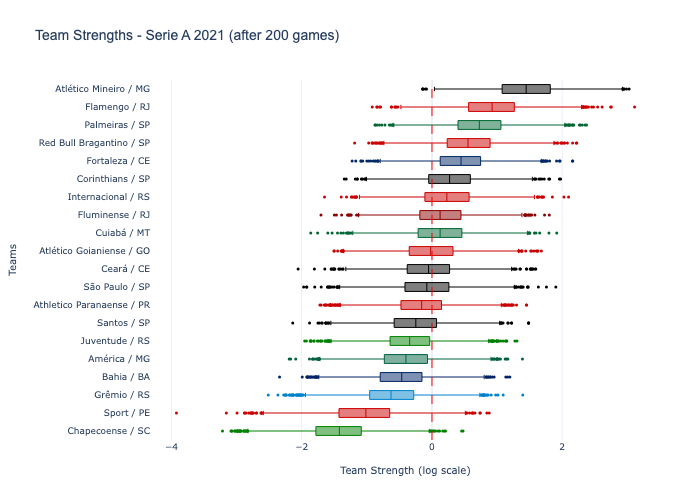 Team Strengths - Serie A 2021 (after 200 games)
Teams
Atlético Mineiro / MG
Flamengo / RJ
Palmeiras / SP
Red Bull Bragantino / SP
Fortaleza / CE
Corinthians / SP
Internacional / RS
Fluminense / RJ
Cuiabá / MT
Atlético Goianiense / GO
Ceará / CE
São Paulo / SP
Athletico Paranaense / PR
Santos / SP
Juventude / RS
América / MG
Bahia / BA
Grêmio / RS
Sport / PE
Chapecoense / SC
−4 −2 0 2
Team Strength (log scale)